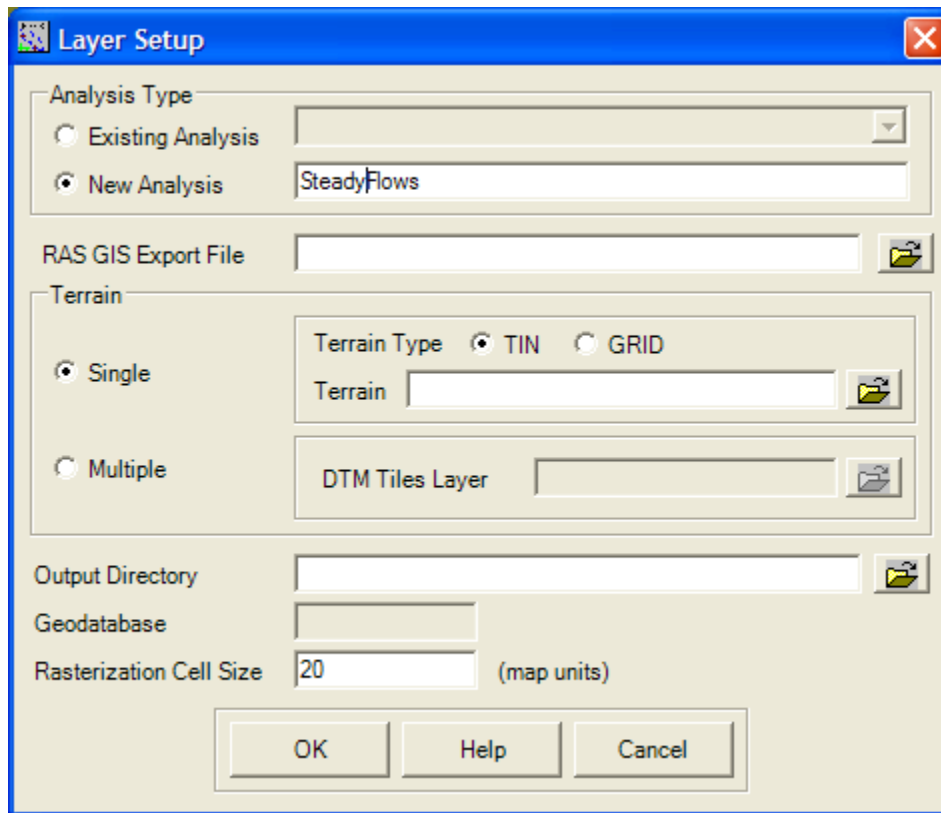 Layer Setup
Analysis Type
Existing Analysis
New Analysis SteadyFlows
RAS GIS Export File
Terrain
Single
Terrain Type TIN GRID
Terrain
Multiple
DTM Tiles Layer
Output Directory
Geodatabase
Rasterization Cell Size 20 (map units)
OK Help Cancel